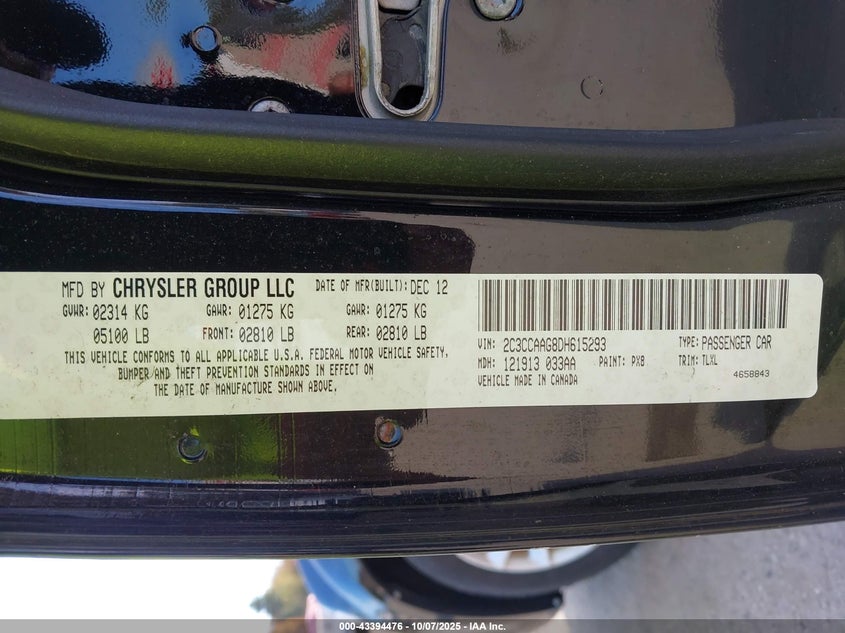 MFD BY CHRYSLER GROUP LLC DATE OF MFR(BUILT): DEC 12
GVWR: 02314 KG GAWR: 01275 KG GAWR: 01275 KG
05100 LB FRONT: 02810 LB REAR: 02810 LB
THIS VEHICLE CONFORMS TO ALL APPLICABLE U.S.A. FEDERAL MOTOR VEHICLE SAFETY,
BUMPER AND THEFT PREVENTION STANDARDS IN EFFECT ON
THE DATE OF MANUFACTURE SHOWN ABOVE.
VIN: 2C3CCAAG8DH615293 TYPE: PASSENGER CAR
MDH: 121913 033AA PAINT: PX8 TRIM: TLXL
VEHICLE MADE IN CANADA 4658843
000-43394476 | 10/07/2025 - IAA Inc.